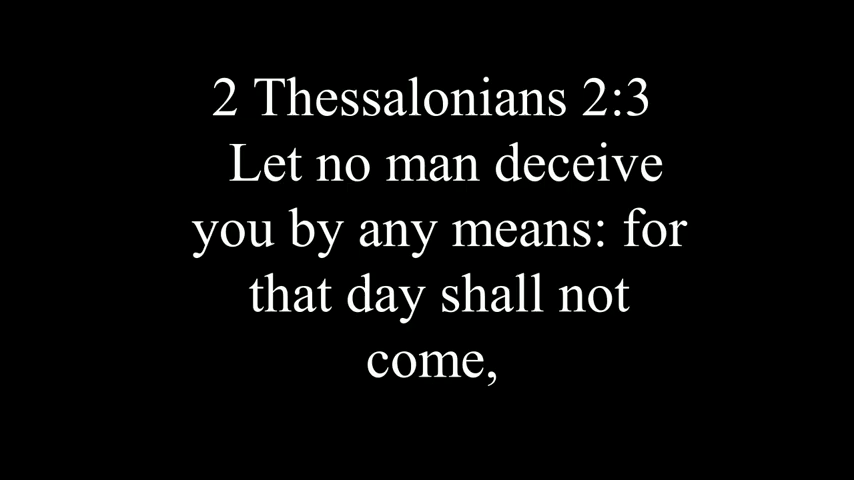 2 Thessalonians 2:3
Let no man deceive
you by any means: for
that day shall not
come,